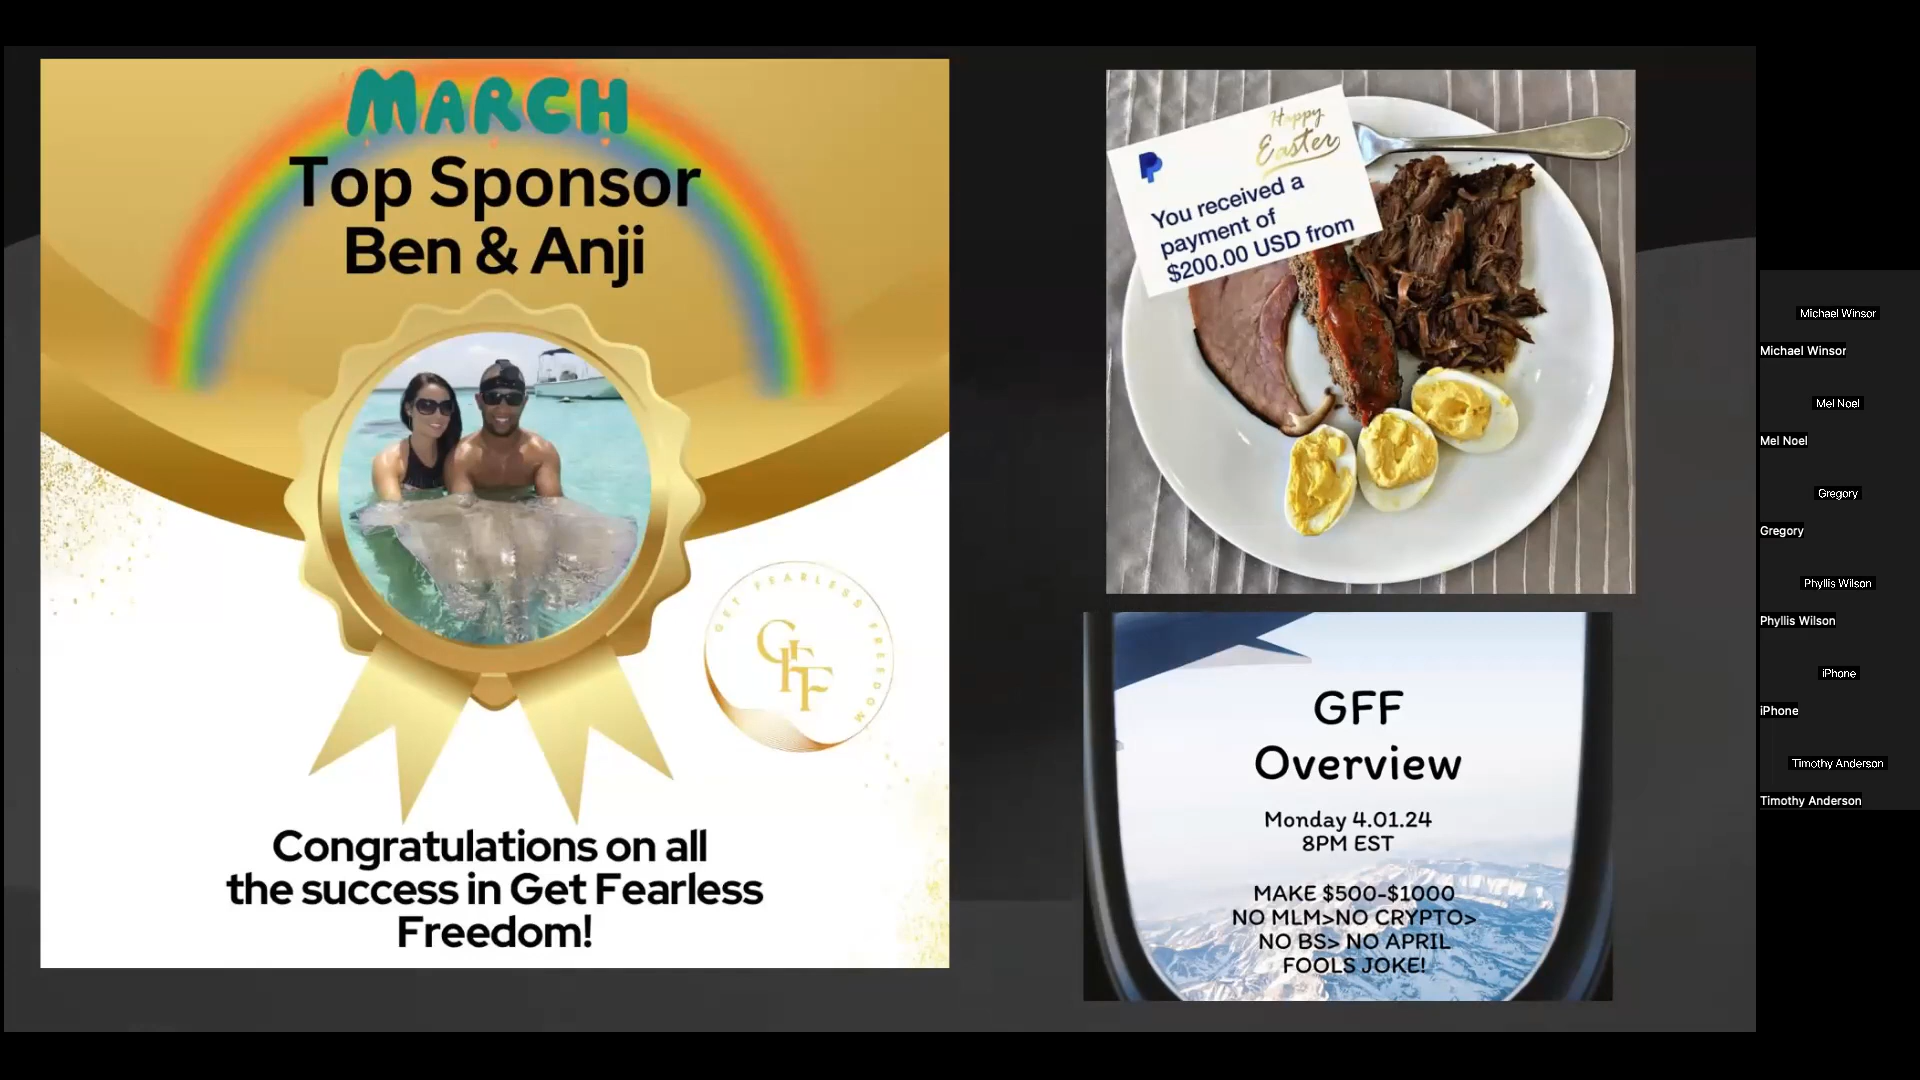 MARCH
Top Sponsor
Ben & Anji
GET FEARLESS FREEDOM
GFF
Congratulations on all
the success in Get Fearless
Freedom!
Happy
Easter
You received a
payment of
$200.00 USD from
GFF
Overview
Monday 4.01.24
8PM EST
MAKE $500-$1000
NO MLM>NO CRYPTO>
NO BS> NO APRIL
FOOLS JOKE!
Michael Winsor
Michael Winsor
Mel Noel
Mel Noel
Gregory
Gregory
Phyllis Wilson
Phyllis Wilson
iPhone
iPhone
Timothy Anderson
Timothy Anderson